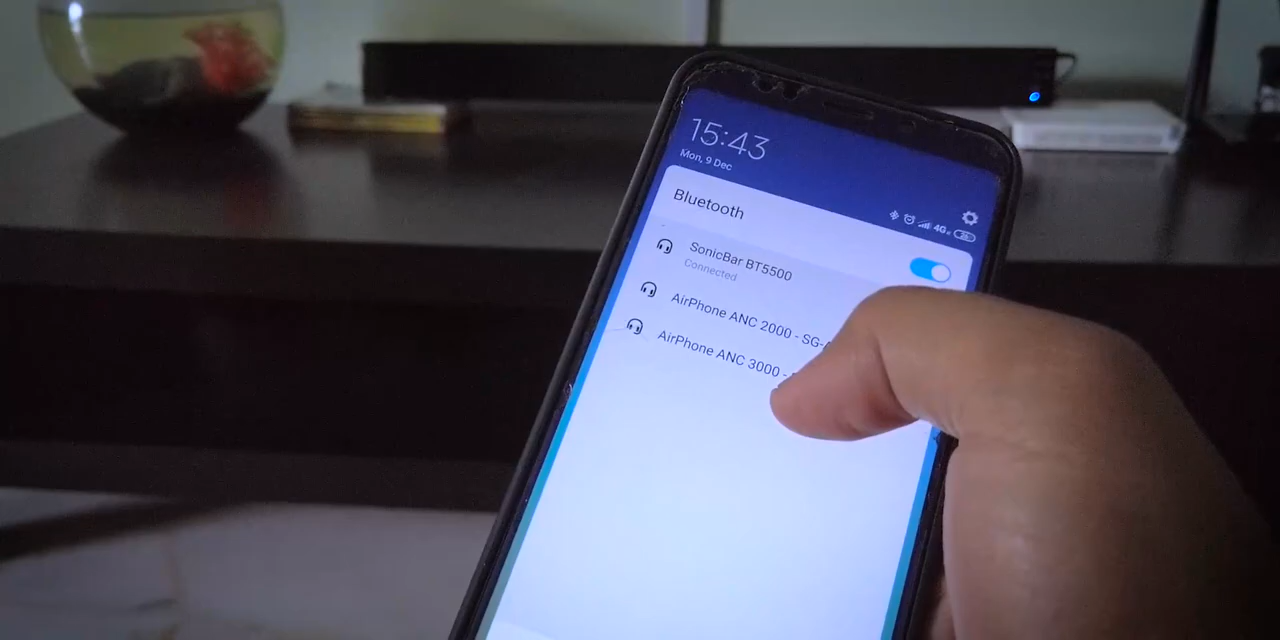 15:43
Mon, 9 Dec
4G
Bluetooth
SonicBar BT5500
Connected
AirPhone ANC 2000 - SG-
AirPhone ANC 3000 -